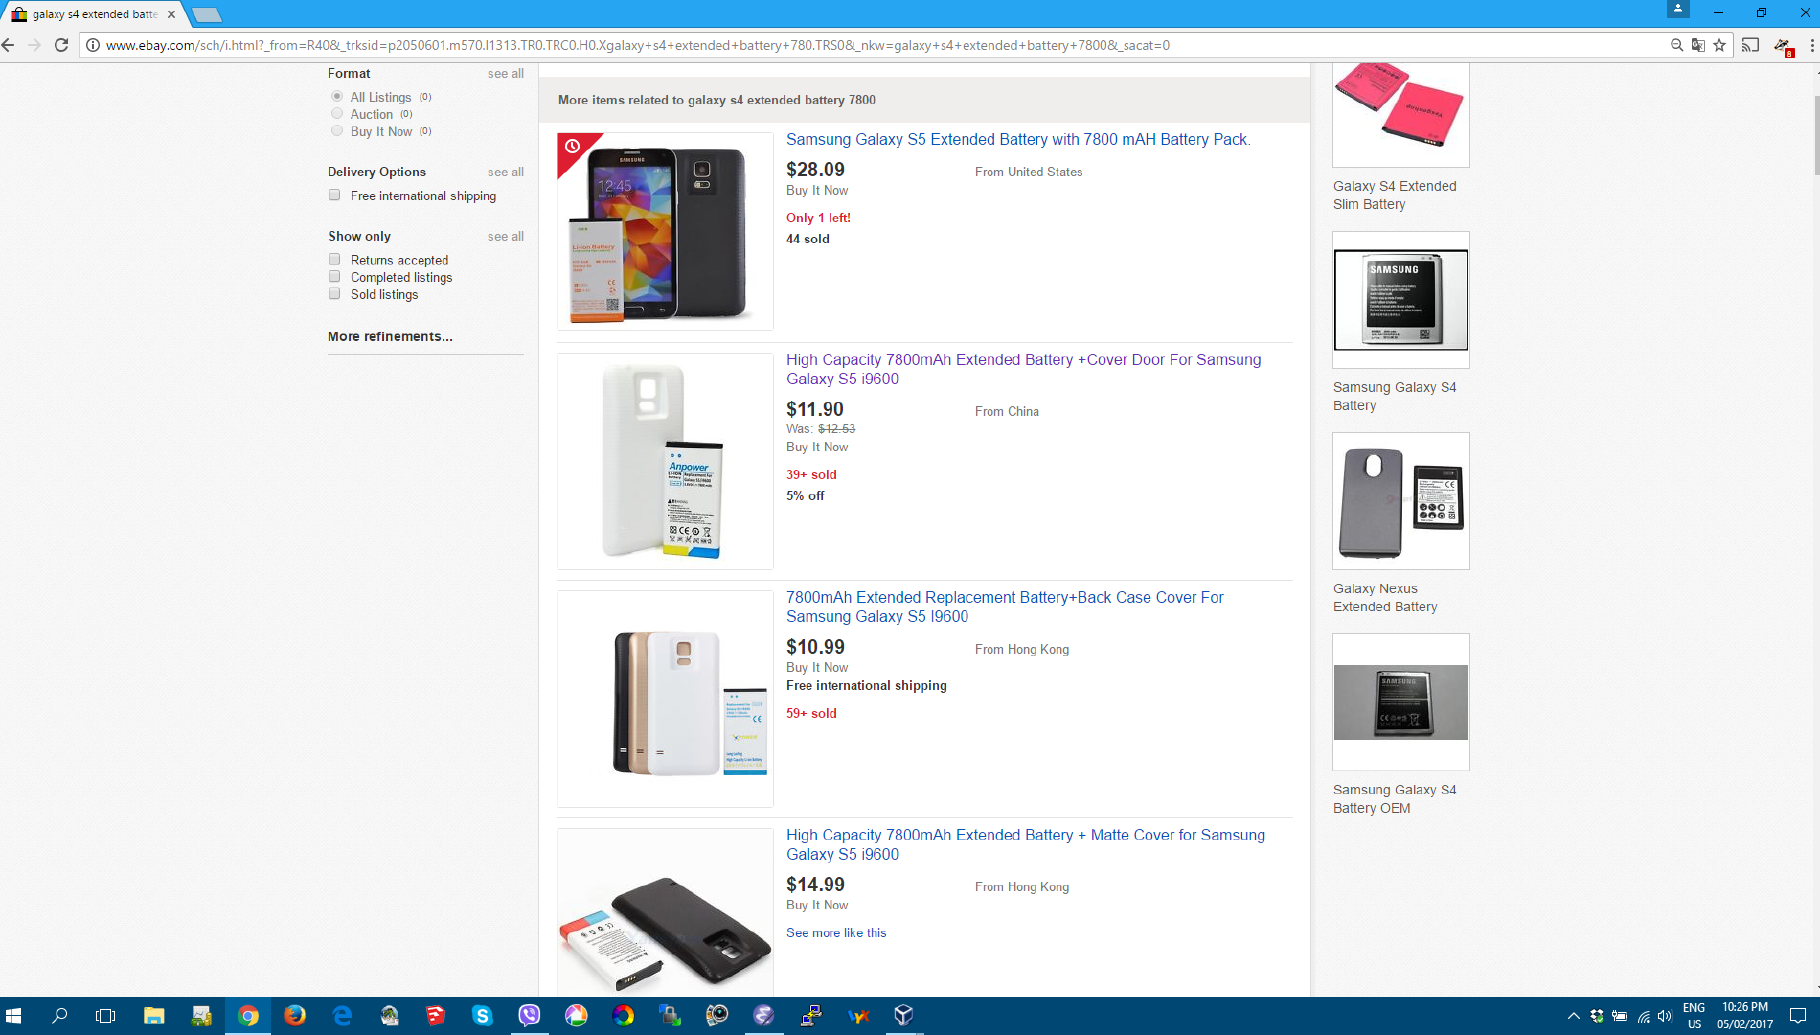 galaxy s4 extended batte
www.ebay.com/sch/i.html?_from=R40&_trksid=p2050601.m570.l1313.TR0.TRC0.H0.Xgalaxy+s4+extended+battery+780.TRS0&_nkw=galaxy+s4+extended+battery+7800&_sacat=0
Format
see all
All Listings (0)
Auction (0)
Buy It Now (0)
Delivery Options
see all
Free international shipping
Show only
see all
Returns accepted
Completed listings
Sold listings
More refinements...
More items related to galaxy s4 extended battery 7800
SAMSUNG
12:45
Li-ion Battery
Samsung Galaxy S5 Extended Battery with 7800 mAH Battery Pack.
$28.09
From United States
Buy It Now
Only 1 left!
44 sold
Anpower
High Capacity 7800mAh Extended Battery +Cover Door For Samsung
Galaxy S5 i9600
$11.90
From China
Was: $12.53
Buy It Now
39+ sold
5% off
7800mAh Extended Replacement Battery+Back Case Cover For
Samsung Galaxy S5 I9600
$10.99
From Hong Kong
Buy It Now
Free international shipping
59+ sold
High Capacity 7800mAh Extended Battery + Matte Cover for Samsung
Galaxy S5 i9600
$14.99
From Hong Kong
Buy It Now
See more like this
Galaxy S4 Extended
Slim Battery
SAMSUNG
Samsung Galaxy S4
Battery
Galaxy Nexus
Extended Battery
SAMSUNG
Samsung Galaxy S4
Battery OEM
ENG
US
10:26 PM
05/02/2017